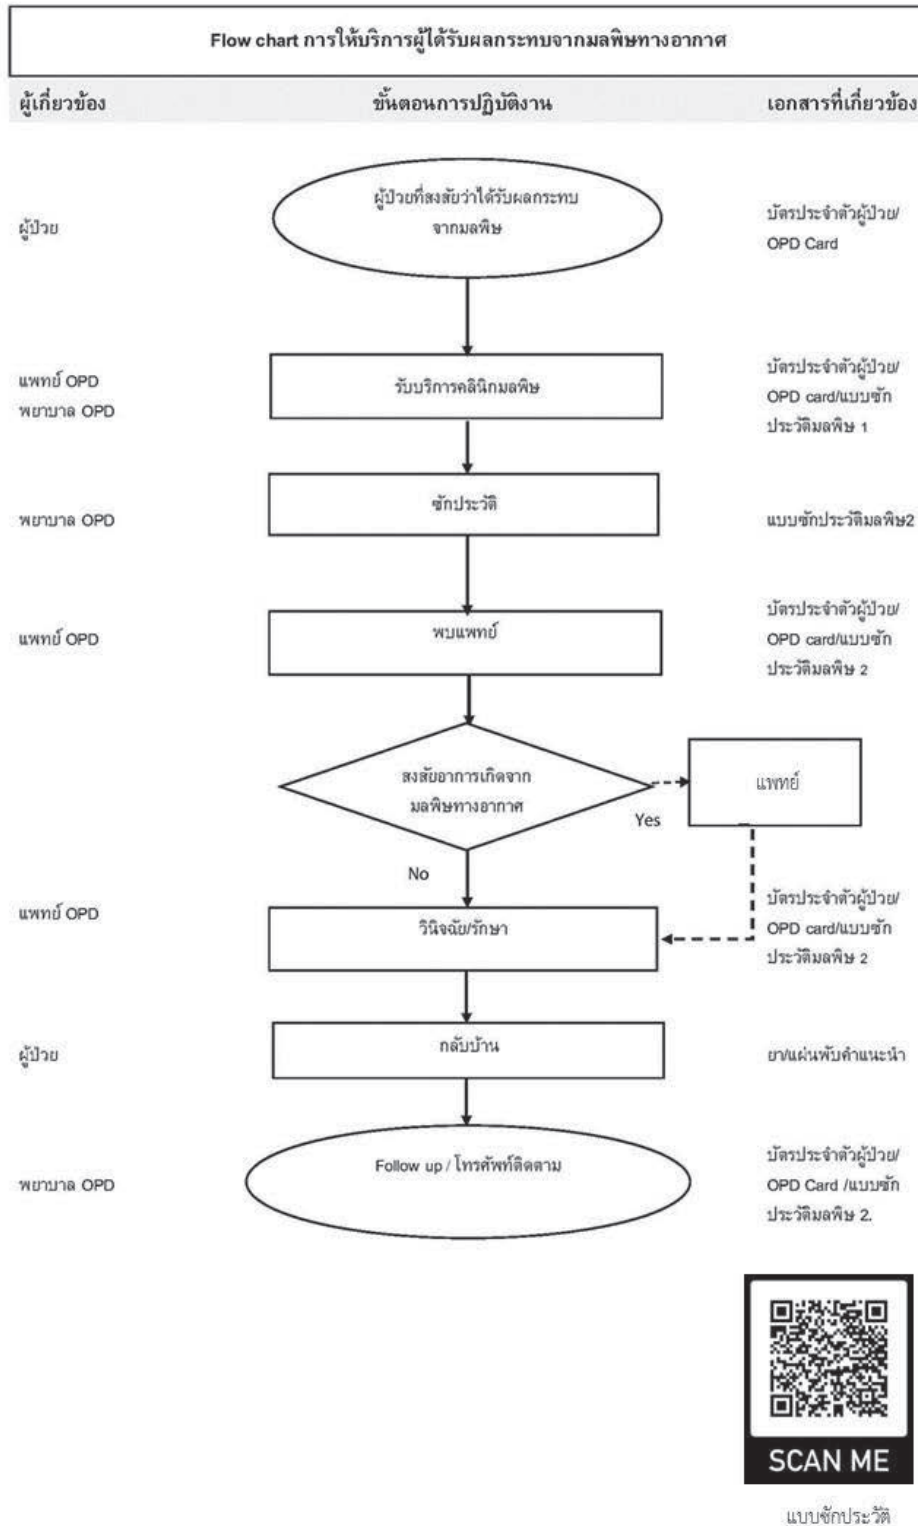 Flow chart การให้บริการผู้ได้รับผลกระทบจากมลพิษทางอากาศ
ผู้เกี่ยวข้อง ขั้นตอนการปฏิบัติงาน เอกสารที่เกี่ยวข้อง
ผู้ป่วย
ผู้ป่วยที่สงสัยว่าได้รับผลกระทบ
จากมลพิษ
บัตรประจำตัวผู้ป่วย/
OPD Card
แพทย์ OPD
พยาบาล OPD
รับบริการคลินิกมลพิษ
บัตรประจำตัวผู้ป่วย/
OPD card/แบบซัก
ประวัติมลพิษ 1
พยาบาล OPD
ซักประวัติ
แบบซักประวัติมลพิษ2
แพทย์ OPD
พบแพทย์
บัตรประจำตัวผู้ป่วย/
OPD card/แบบซัก
ประวัติมลพิษ 2
สงสัยอาการเกิดจาก
มลพิษทางอากาศ
Yes
แพทย์
No
แพทย์ OPD
วินิจฉัย/รักษา
บัตรประจำตัวผู้ป่วย/
OPD card/แบบซัก
ประวัติมลพิษ 2
ผู้ป่วย
กลับบ้าน
ยา/แผ่นพับคำแนะนำ
พยาบาล OPD
Follow up / โทรศัพท์ติดตาม
บัตรประจำตัวผู้ป่วย/
OPD Card /แบบซัก
ประวัติมลพิษ 2.
SCAN ME
แบบซักประวัติ